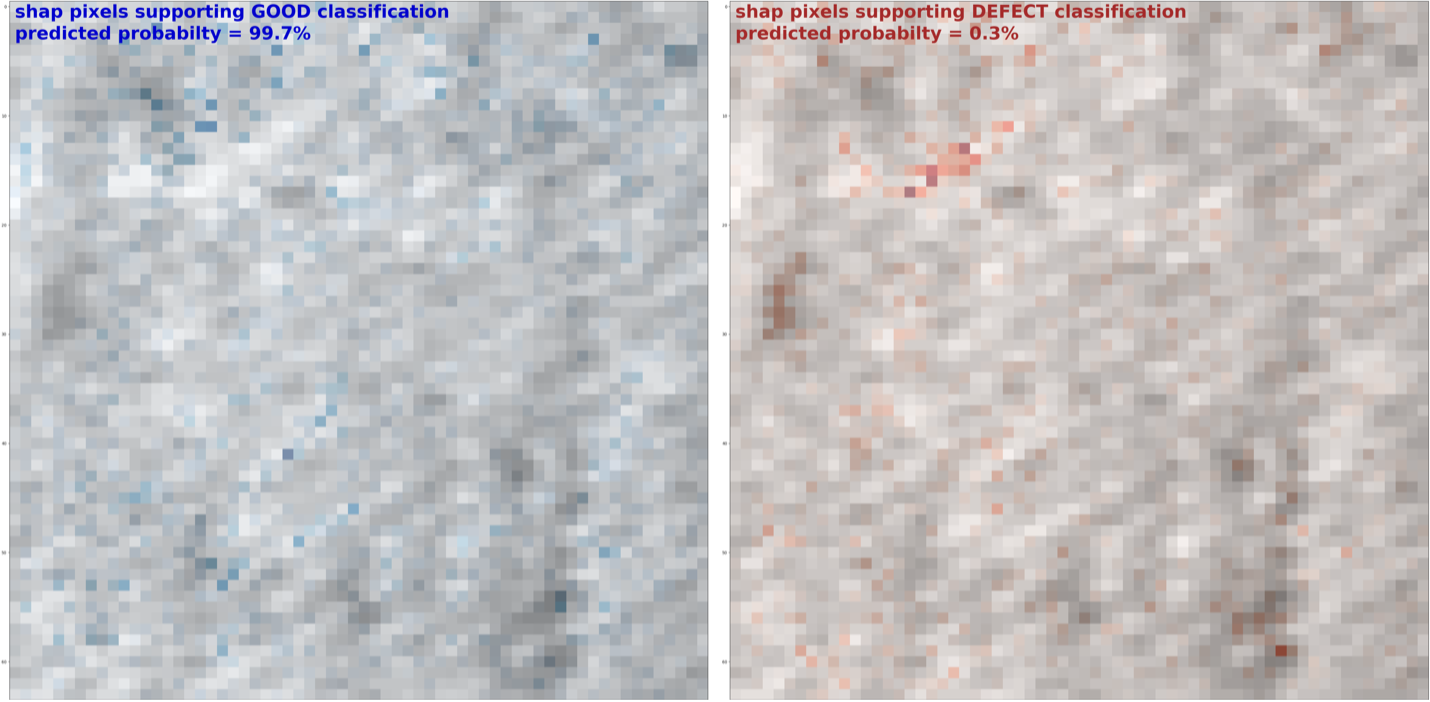 shap pixels supporting GOOD classification
predicted probabilty = 99.7%
shap pixels supporting DEFECT classification
predicted probabilty = 0.3%